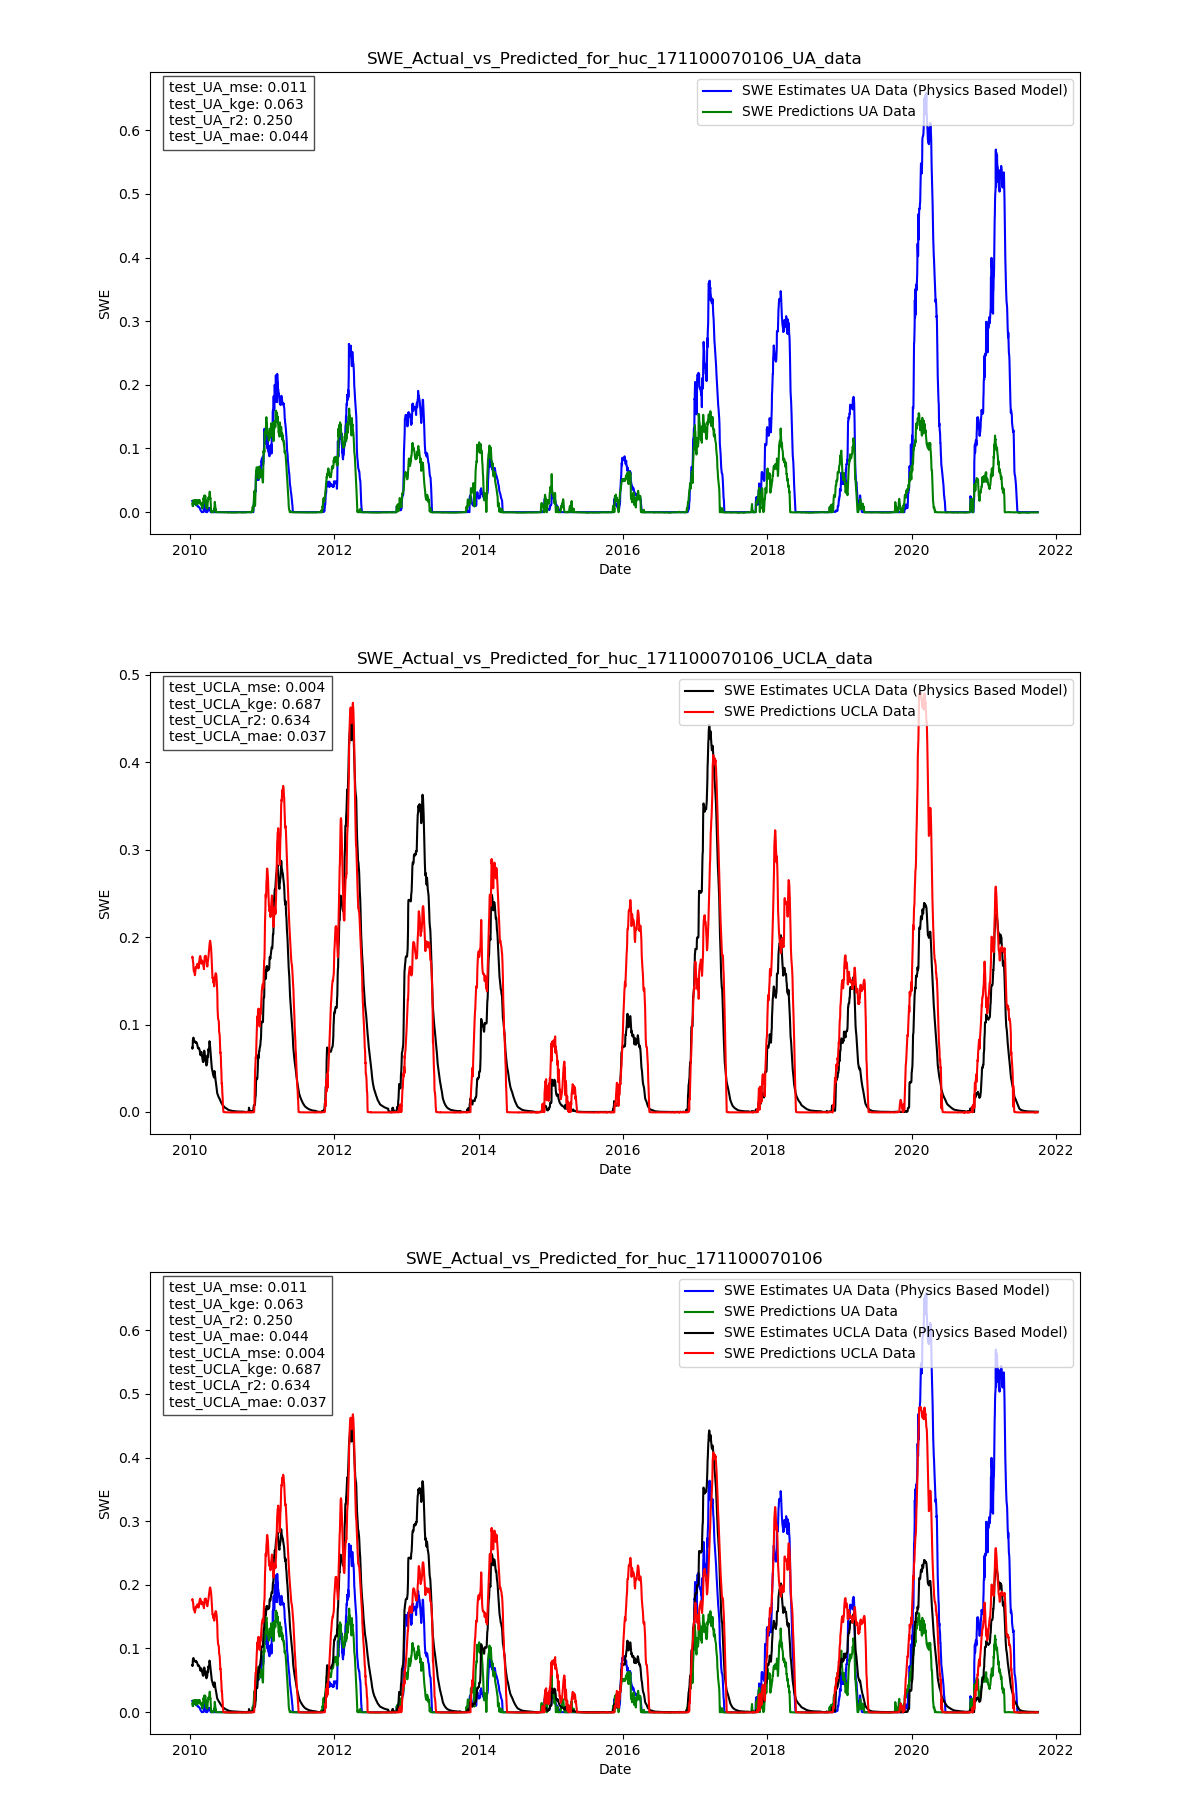 SWE_Actual_vs_Predicted_for_huc_171100070106_UA_data
test_UA_mse: 0.011
test_UA_kge: 0.063
test_UA_r2: 0.250
test_UA_mae: 0.044
SWE Estimates UA Data (Physics Based Model)
SWE Predictions UA Data
0.6
0.5
0.4
0.3
0.2
0.1
0.0
SWE
2010
2012
2014
2016
2018
2020
2022
Date
SWE_Actual_vs_Predicted_for_huc_171100070106_UCLA_data
test_UCLA_mse: 0.004
test_UCLA_kge: 0.687
test_UCLA_r2: 0.634
test_UCLA_mae: 0.037
SWE Estimates UCLA Data (Physics Based Model)
SWE Predictions UCLA Data
0.5
0.4
0.3
0.2
0.1
0.0
SWE
2010
2012
2014
2016
2018
2020
2022
Date
SWE_Actual_vs_Predicted_for_huc_171100070106
test_UA_mse: 0.011
test_UA_kge: 0.063
test_UA_r2: 0.250
test_UA_mae: 0.044
test_UCLA_mse: 0.004
test_UCLA_kge: 0.687
test_UCLA_r2: 0.634
test_UCLA_mae: 0.037
SWE Estimates UA Data (Physics Based Model)
SWE Predictions UA Data
SWE Estimates UCLA Data (Physics Based Model)
SWE Predictions UCLA Data
0.6
0.5
0.4
0.3
0.2
0.1
0.0
SWE
2010
2012
2014
2016
2018
2020
2022
Date